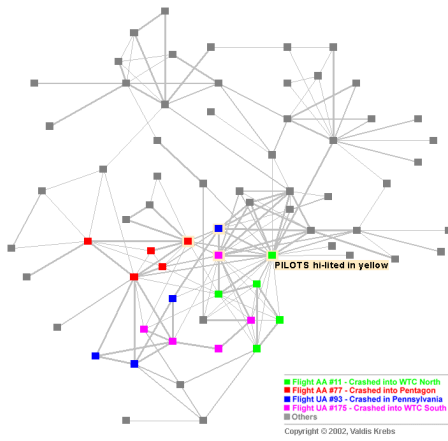 PILOTS hi-lited in yellow
Flight AA #11 - Crashed into WTC North
Flight AA #77 - Crashed into Pentagon
Flight UA #93 - Crashed in Pennsylvania
Flight UA #175 - Crashed into WTC South
Others
Copyright © 2002, Valdis Krebs